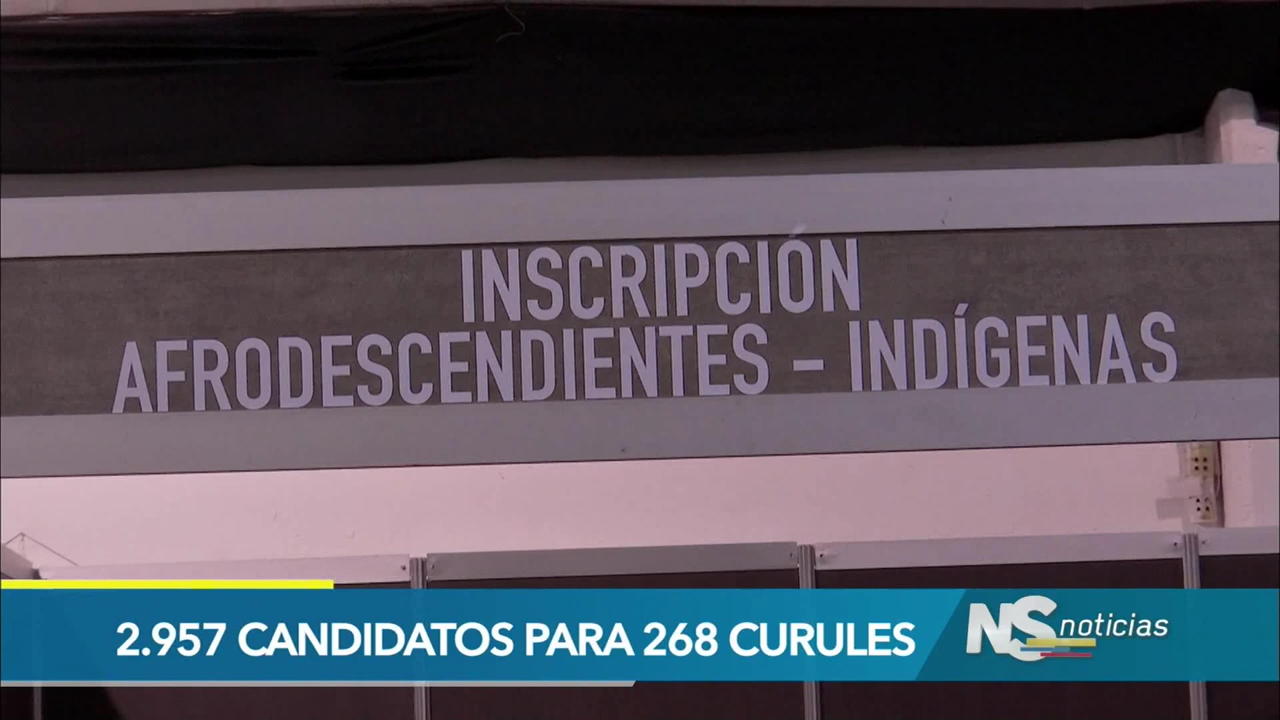 INSCRIPCIÓN
AFRODESCENDIENTES - INDÍGENAS
2.957 CANDIDATOS PARA 268 CURULES
NS noticias